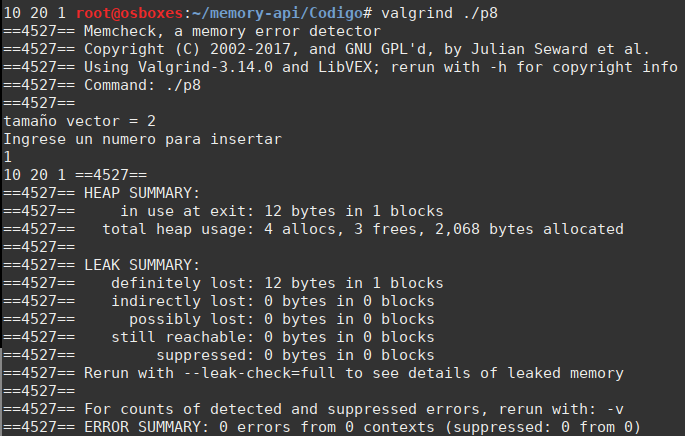 10 20 1 root@osboxes:~/memory-api/Codigo# valgrind ./p8
==4527== Memcheck, a memory error detector
==4527== Copyright (C) 2002-2017, and GNU GPL'd, by Julian Seward et al.
==4527== Using Valgrind-3.14.0 and LibVEX; rerun with -h for copyright info
==4527== Command: ./p8
==4527==
tamaño vector = 2
Ingrese un numero para insertar
1
10 20 1 ==4527==
==4527== HEAP SUMMARY:
==4527==     in use at exit: 12 bytes in 1 blocks
==4527==   total heap usage: 4 allocs, 3 frees, 2,068 bytes allocated
==4527==
==4527== LEAK SUMMARY:
==4527==    definitely lost: 12 bytes in 1 blocks
==4527==    indirectly lost: 0 bytes in 0 blocks
==4527==      possibly lost: 0 bytes in 0 blocks
==4527==    still reachable: 0 bytes in 0 blocks
==4527==         suppressed: 0 bytes in 0 blocks
==4527== Rerun with --leak-check=full to see details of leaked memory
==4527==
==4527== For counts of detected and suppressed errors, rerun with: -v
==4527== ERROR SUMMARY: 0 errors from 0 contexts (suppressed: 0 from 0)